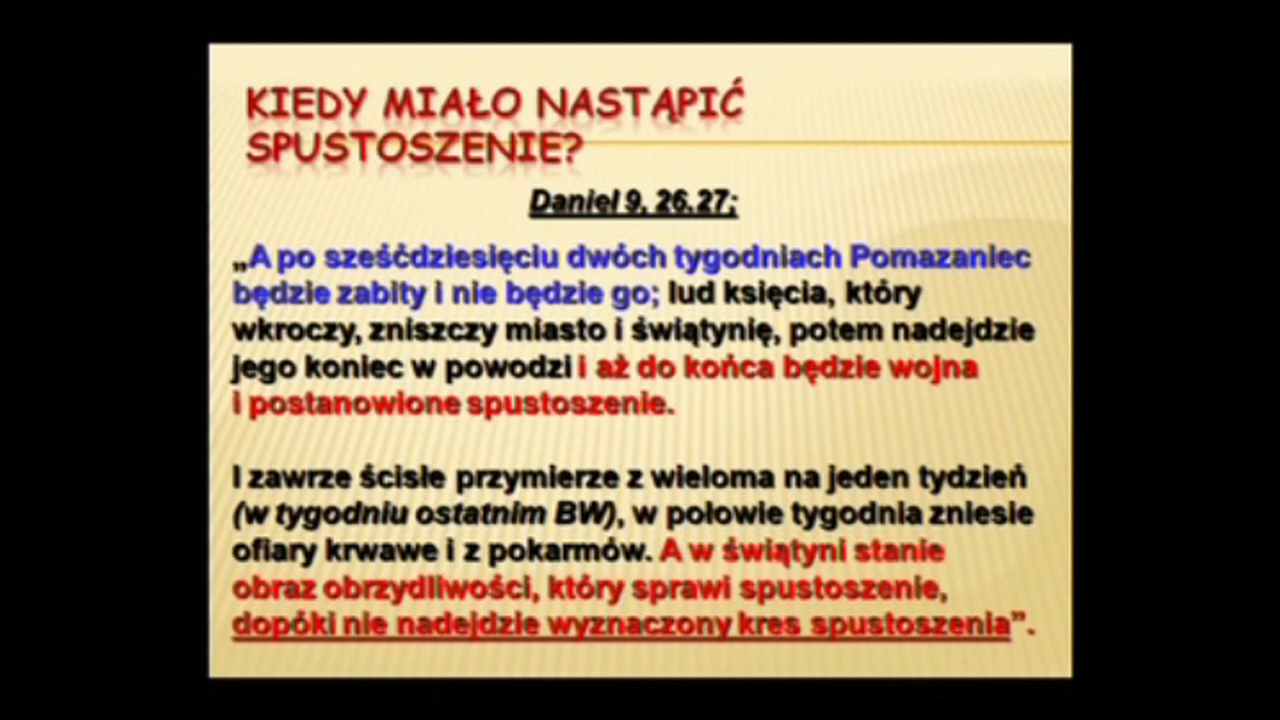 KIEDY MIAŁO NASTĄPIĆ
SPUSTOSZENIE?
Daniel 9, 26.27;
„A po sześćdziesięciu dwóch tygodniach Pomazaniec
będzie zabity i nie będzie go; lud księcia, który
wkroczy, zniszczy miasto i świątynię, potem nadejdzie
jego koniec w powodzi i aż do końca będzie wojna
i postanowione spustoszenie.
I zawrze ścisłe przymierze z wieloma na jeden tydzień
(w tygodniu ostatnim BW), w połowie tygodnia zniesie
ofiary krwawe i z pokarmów. A w świątyni stanie
obraz obrzydliwości, który sprawi spustoszenie,
dopóki nie nadejdzie wyznaczony kres spustoszenia”.